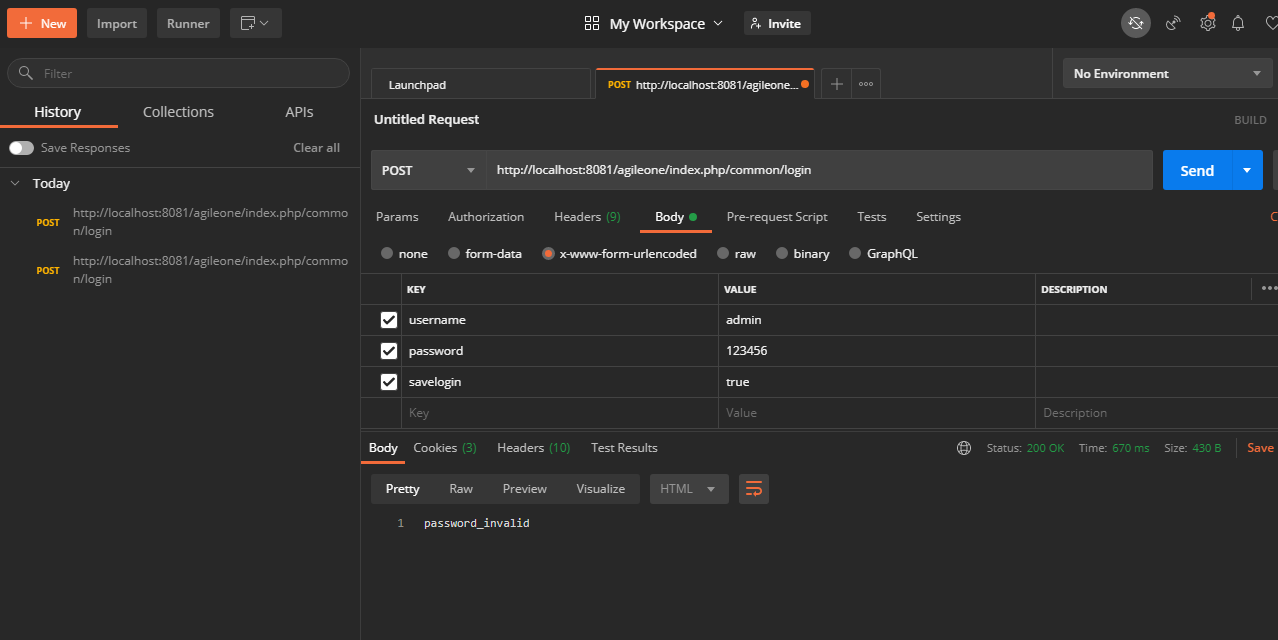 New
Import
Runner
My Workspace
Invite
Filter
History Collections APIs
Save Responses Clear all
Today
POST http://localhost:8081/agileone/index.php/commo
n/login
POST http://localhost:8081/agileone/index.php/commo
n/login
Launchpad
POST http://localhost:8081/agileone...
No Environment
Untitled Request
BUILD
POST http://localhost:8081/agileone/index.php/common/login
Send
Params Authorization Headers (9) Body Pre-request Script Tests Settings
C
none form-data x-www-form-urlencoded raw binary GraphQL
KEY VALUE DESCRIPTION
username admin
password 123456
savelogin true
Key Value Description
Body Cookies (3) Headers (10) Test Results
Status: 200 OK Time: 670 ms Size: 430 B Save
Pretty Raw Preview Visualize HTML
1 password_invalid